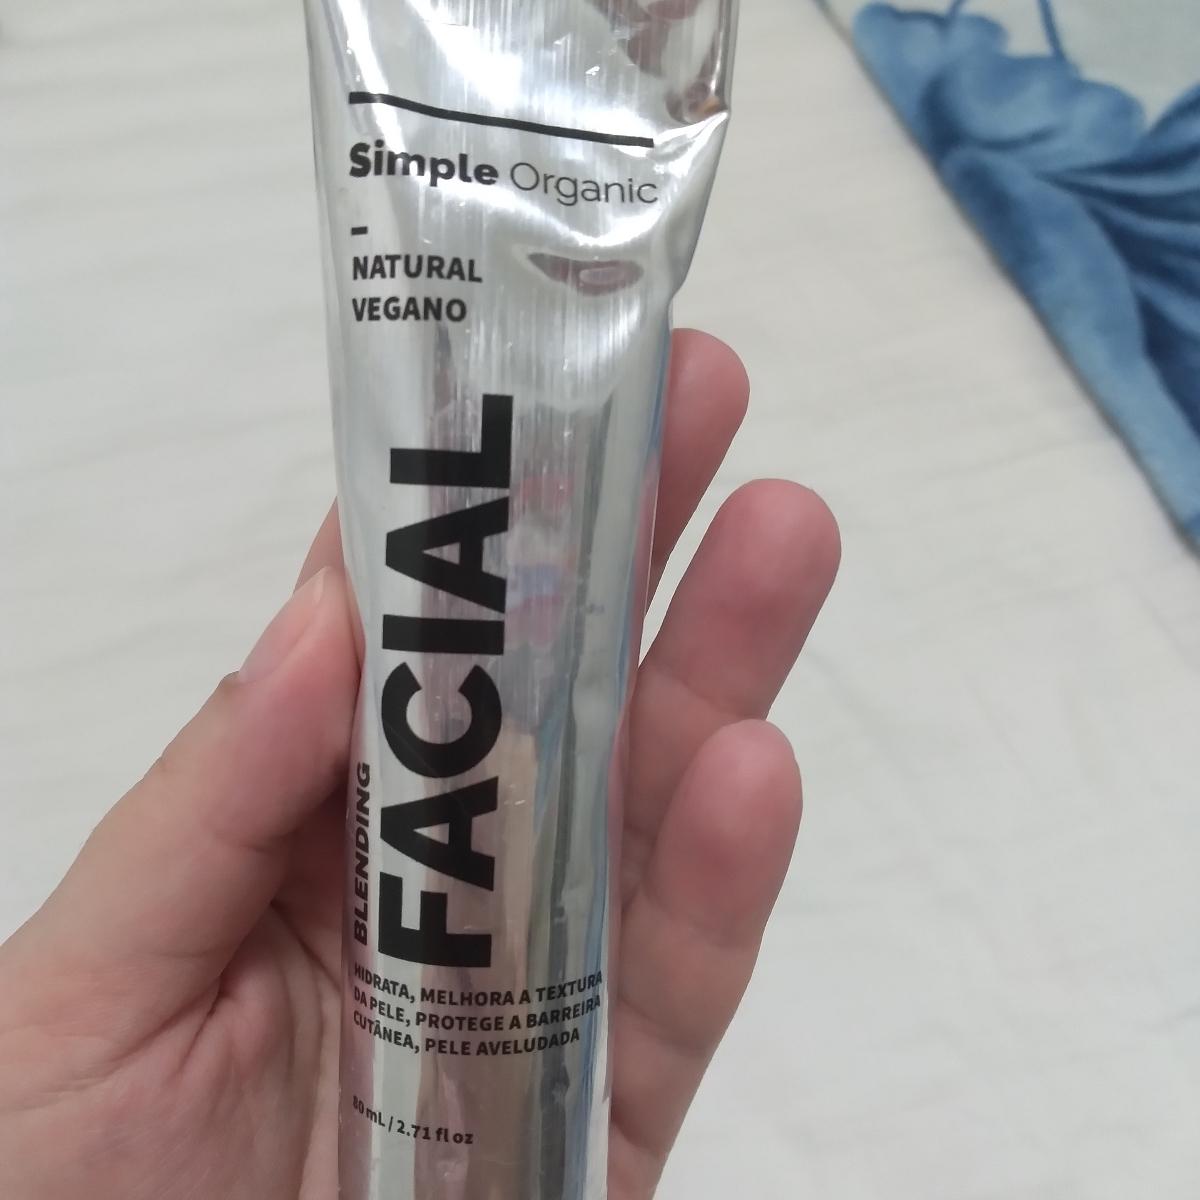 Simple Organic
-
NATURAL
VEGANO
BLENDING
FACIAL
HIDRATA, MELHORA A TEXTURA
DA PELE, PROTEGE A BARREIRA
CUTÂNEA, PELE AVELUDADA
80 mL / 2.71 fl oz